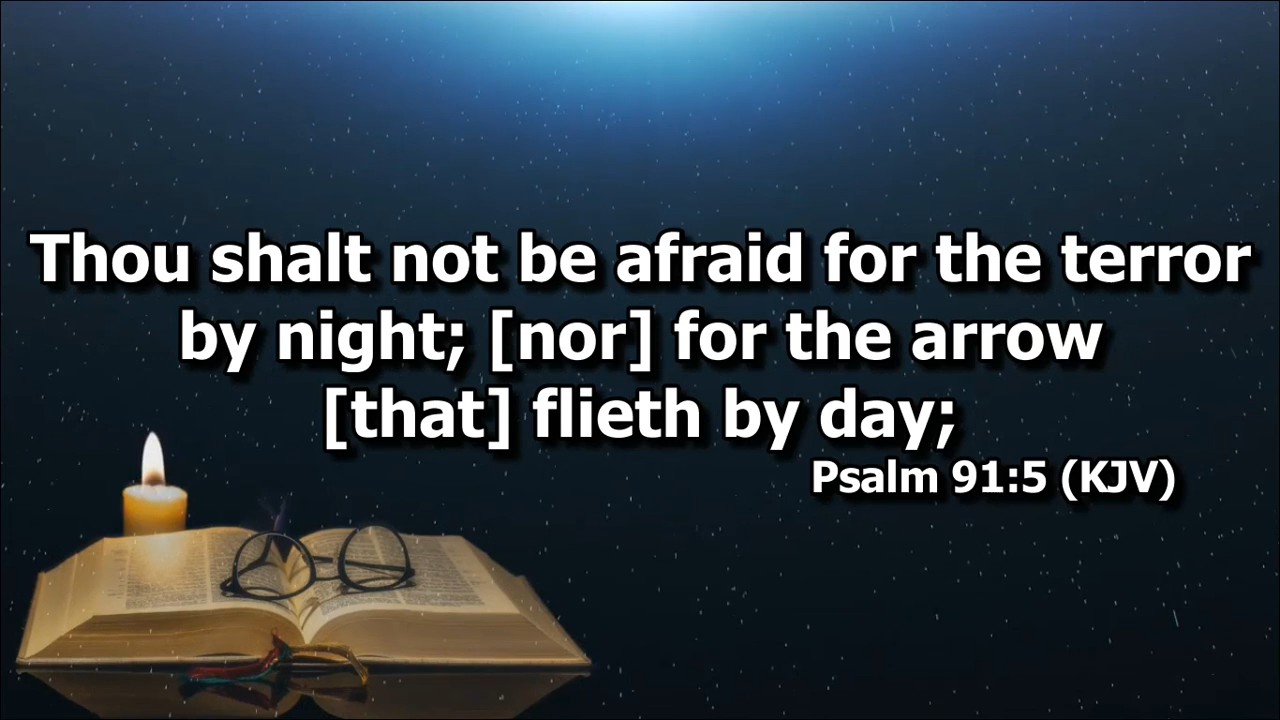 Thou shalt not be afraid for the terror
by night; [nor] for the arrow
[that] flieth by day;
Psalm 91:5 (KJV)